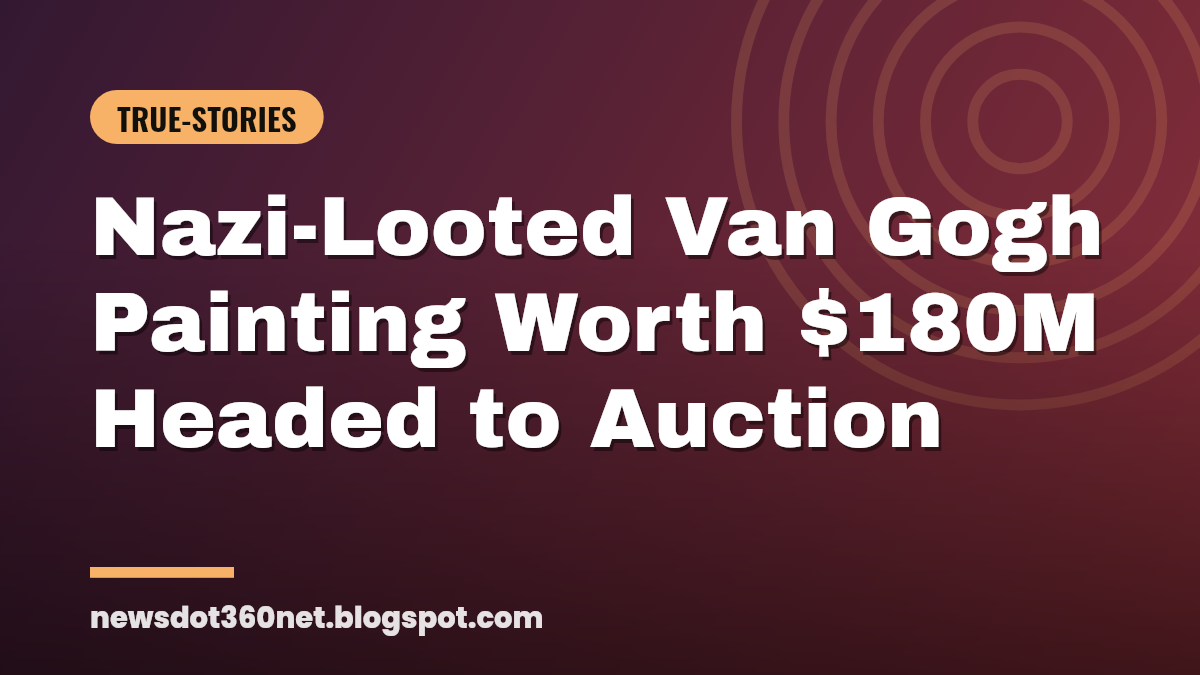 TRUE-STORIES
Nazi-Looted Van Gogh
Painting Worth $180M
Headed to Auction
newsdot360net.blogspot.com